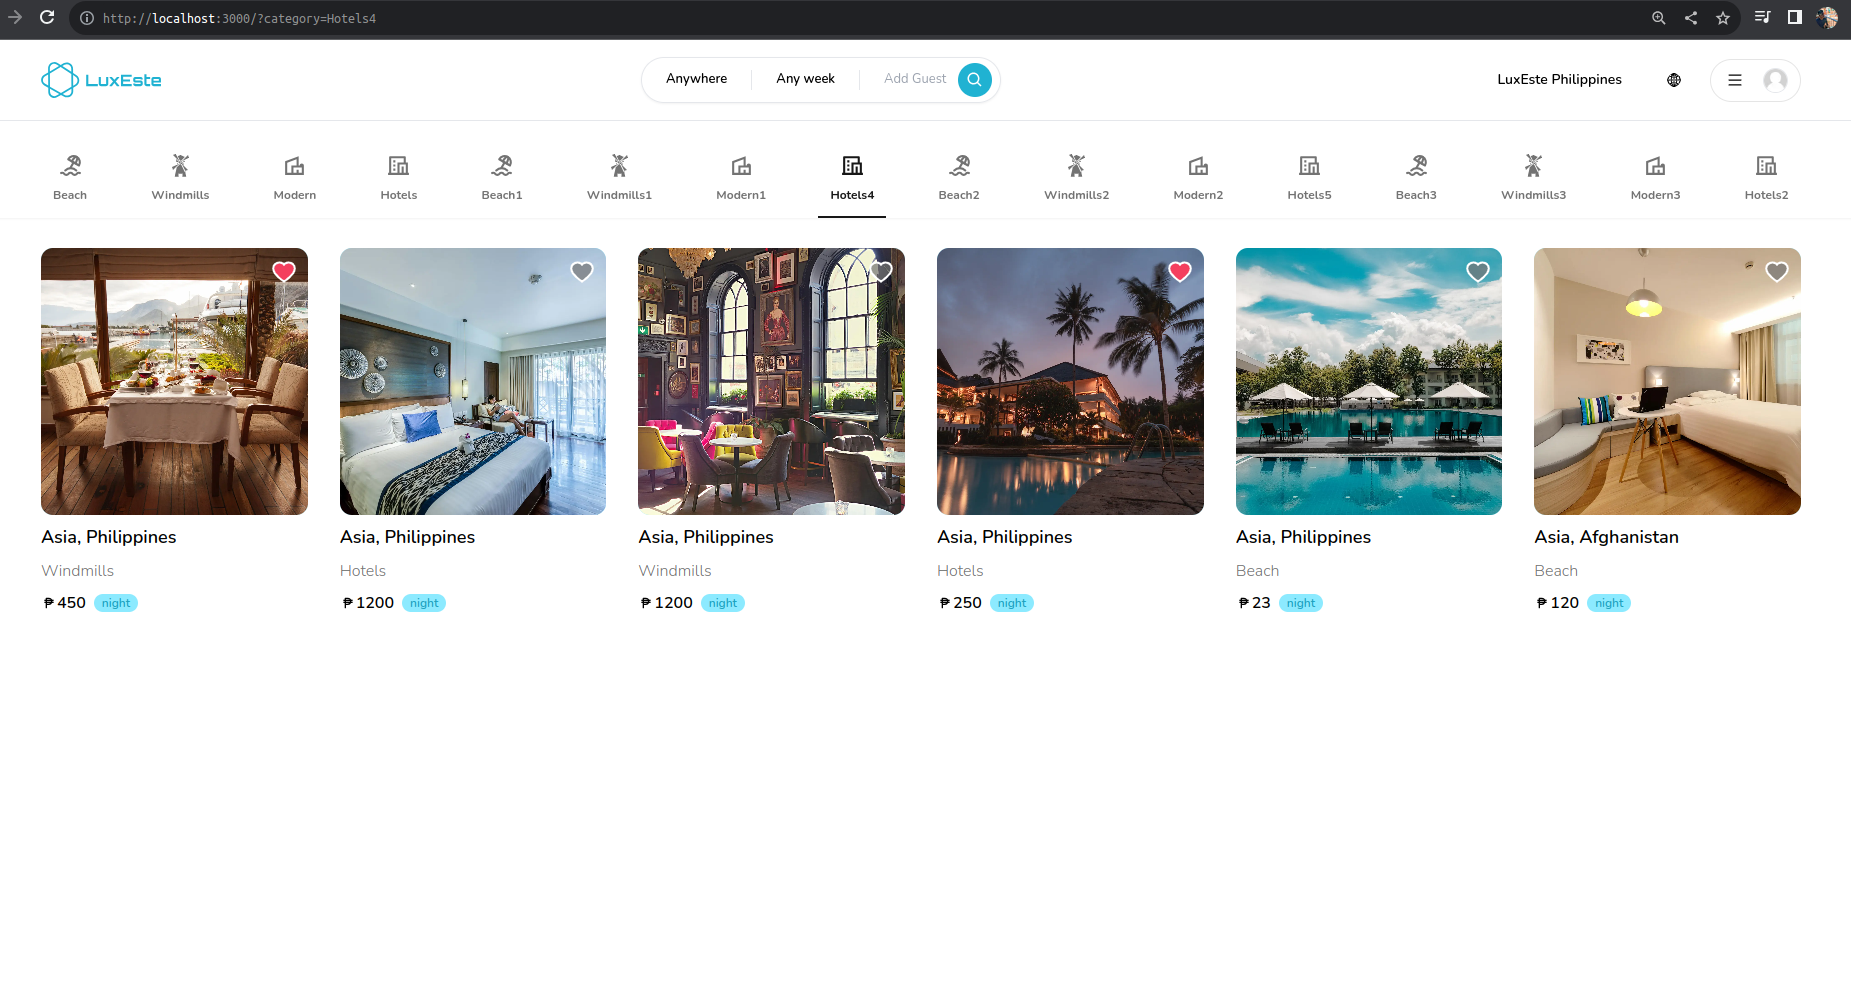 http://localhost:3000/?category=Hotels4
LuxEste
Anywhere
Any week
Add Guest
LuxEste Philippines
Beach
Windmills
Modern
Hotels
Beach1
Windmills1
Modern1
Hotels4
Beach2
Windmills2
Modern2
Hotels5
Beach3
Windmills3
Modern3
Hotels2
Asia, Philippines
Windmills
₱ 450 night
Asia, Philippines
Hotels
₱ 1200 night
Asia, Philippines
Windmills
₱ 1200 night
Asia, Philippines
Hotels
₱ 250 night
Asia, Philippines
Beach
₱ 23 night
Asia, Afghanistan
Beach
₱ 120 night